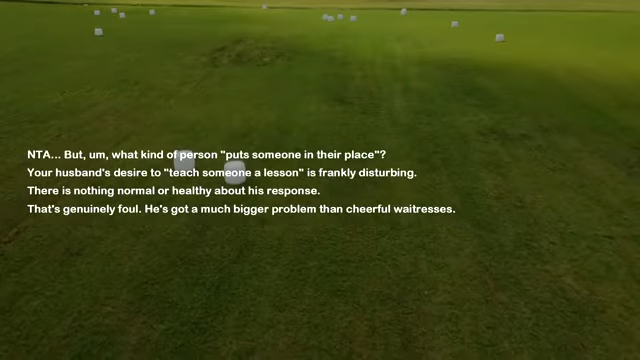 NTA... But, um, what kind of person "puts someone in their place"?
Your husband's desire to "teach someone a lesson" is frankly disturbing.
There is nothing normal or healthy about his response.
That's genuinely foul. He's got a much bigger problem than cheerful waitresses.